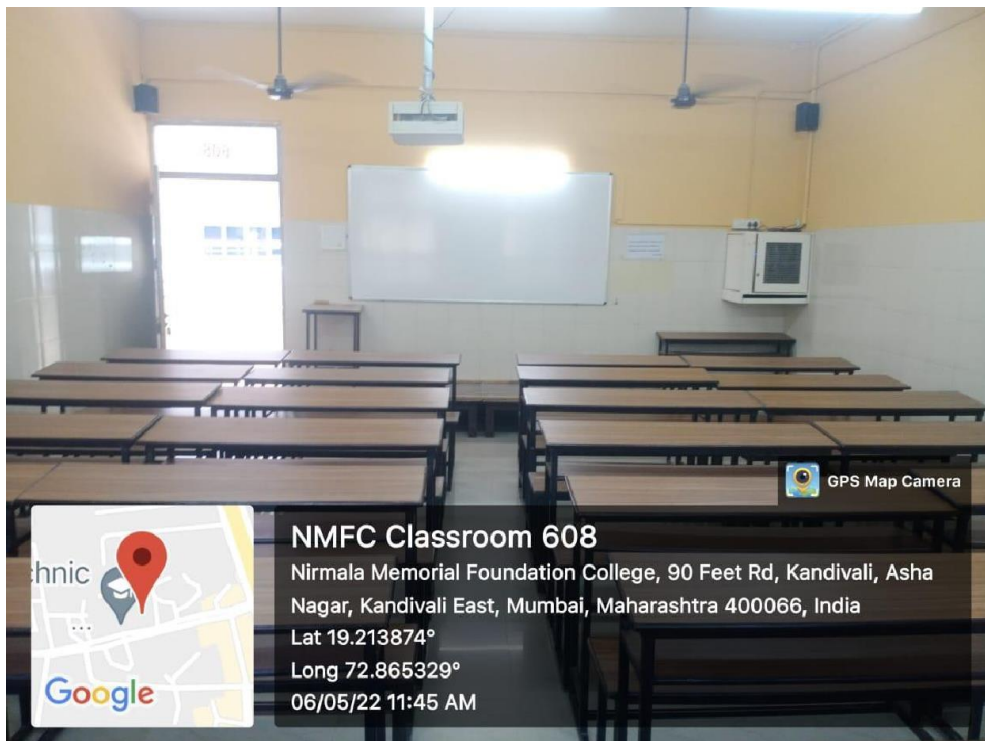 GPS Map Camera
hnic
Google
NMFC Classroom 608
Nirmala Memorial Foundation College, 90 Feet Rd, Kandivali, Asha
Nagar, Kandivali East, Mumbai, Maharashtra 400066, India
Lat 19.213874°
Long 72.865329°
06/05/22 11:45 AM